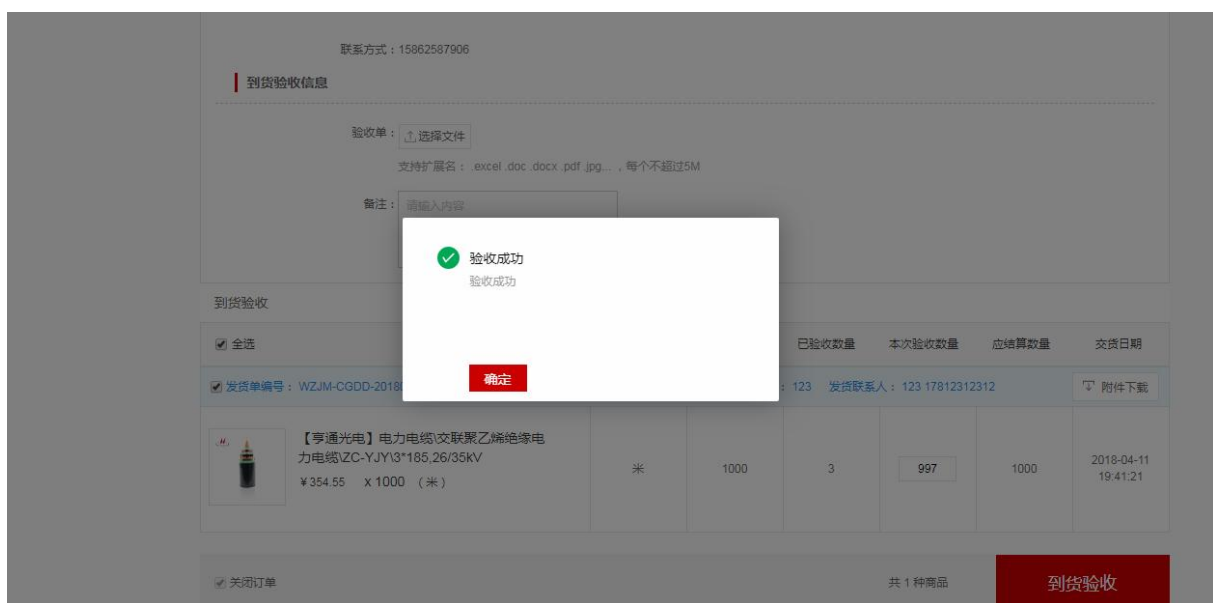 联系方式：15862587906
到货验收信息
验收单： 选择文件
支持扩展名：.excel .doc .docx .pdf .jpg...，每个不超过5M
备注： 请输入内容
验收成功
验收成功
确定
到货验收
全选 已验收数量 本次验收数量 应结算数量 交货日期
发货单编号：WZJM-CGDD-2018 ：123 发货联系人：123 17812312312 附件下载
【亨通光电】电力电缆\交联聚乙烯绝缘电
力电缆\ZC-YJY\3*185,26/35kV
¥354.55 x 1000 （米）
米 1000 3 997 1000 2018-04-11
19:41:21
关闭订单 共 1 种商品 到货验收